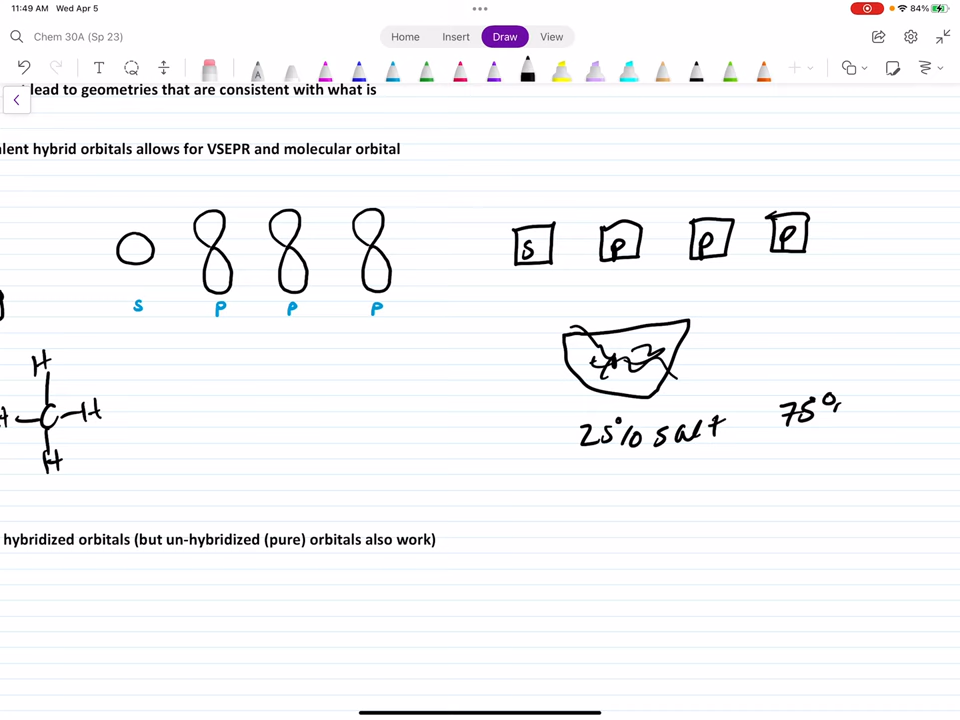 11:49 AM Wed Apr 5
84%
Chem 30A (Sp 23)
Home Insert Draw View
lead to geometries that are consistent with what is
alent hybrid orbitals allows for VSEPR and molecular orbital
s p p p
s p p p
H
H C H
H
25% salt 75%
hybridized orbitals (but un-hybridized (pure) orbitals also work)